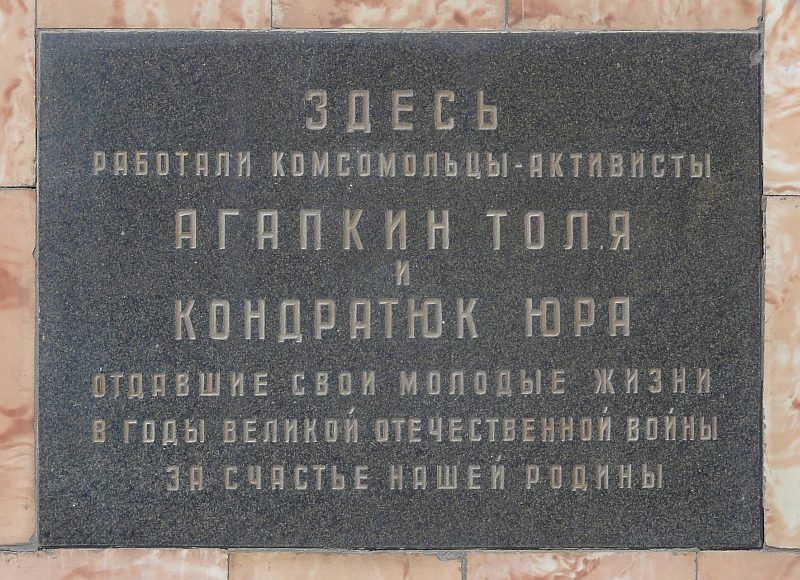 ЗДЕСЬ
РАБОТАЛИ КОМСОМОЛЬЦЫ-АКТИВИСТЫ
АГАПКИН ТОЛЯ
И
КОНДРАТЮК ЮРА
ОТДАВШИЕ СВОИ МОЛОДЫЕ ЖИЗНИ
В ГОДЫ ВЕЛИКОЙ ОТЕЧЕСТВЕННОЙ ВОЙНЫ
ЗА СЧАСТЬЕ НАШЕЙ РОДИНЫ